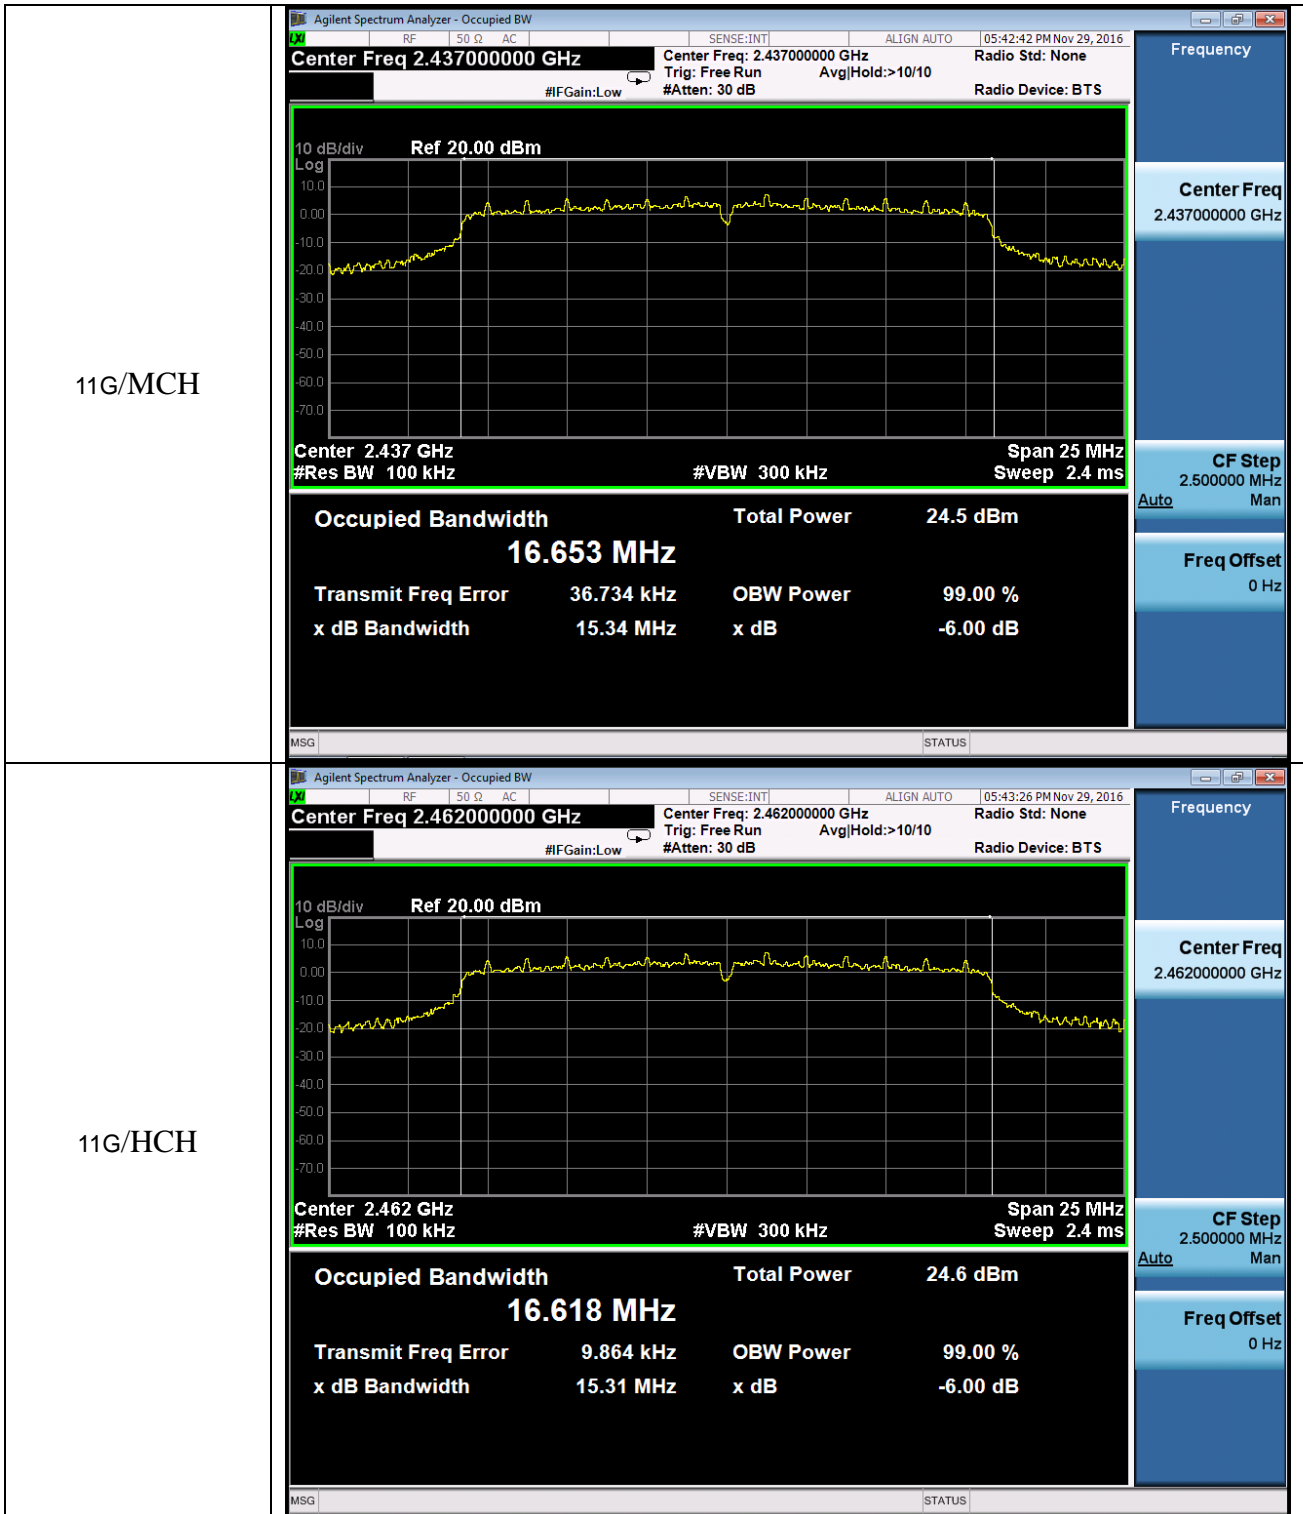 11G/MCH
Agilent Spectrum Analyzer - Occupied BW
LXI RF 50 Ω AC SENSE:INT ALIGN AUTO 05:42:42 PM Nov 29, 2016
Center Freq 2.437000000 GHz
Center Freq: 2.437000000 GHz Radio Std: None
Trig: Free Run Avg|Hold:>10/10
#IFGain:Low #Atten: 30 dB Radio Device: BTS
10 dB/div Ref 20.00 dBm
Log
10.0
0.00
-10.0
-20.0
-30.0
-40.0
-50.0
-60.0
-70.0
Center 2.437 GHz Span 25 MHz
#Res BW 100 kHz #VBW 300 kHz Sweep 2.4 ms
Occupied Bandwidth Total Power 24.5 dBm
16.653 MHz
Transmit Freq Error 36.734 kHz OBW Power 99.00 %
x dB Bandwidth 15.34 MHz x dB -6.00 dB
MSG STATUS
Frequency
Center Freq
2.437000000 GHz
CF Step
2.500000 MHz
Auto Man
Freq Offset
0 Hz
11G/HCH
Agilent Spectrum Analyzer - Occupied BW
LXI RF 50 Ω AC SENSE:INT ALIGN AUTO 05:43:26 PM Nov 29, 2016
Center Freq 2.462000000 GHz
Center Freq: 2.462000000 GHz Radio Std: None
Trig: Free Run Avg|Hold:>10/10
#IFGain:Low #Atten: 30 dB Radio Device: BTS
10 dB/div Ref 20.00 dBm
Log
10.0
0.00
-10.0
-20.0
-30.0
-40.0
-50.0
-60.0
-70.0
Center 2.462 GHz Span 25 MHz
#Res BW 100 kHz #VBW 300 kHz Sweep 2.4 ms
Occupied Bandwidth Total Power 24.6 dBm
16.618 MHz
Transmit Freq Error 9.864 kHz OBW Power 99.00 %
x dB Bandwidth 15.31 MHz x dB -6.00 dB
MSG STATUS
Frequency
Center Freq
2.462000000 GHz
CF Step
2.500000 MHz
Auto Man
Freq Offset
0 Hz